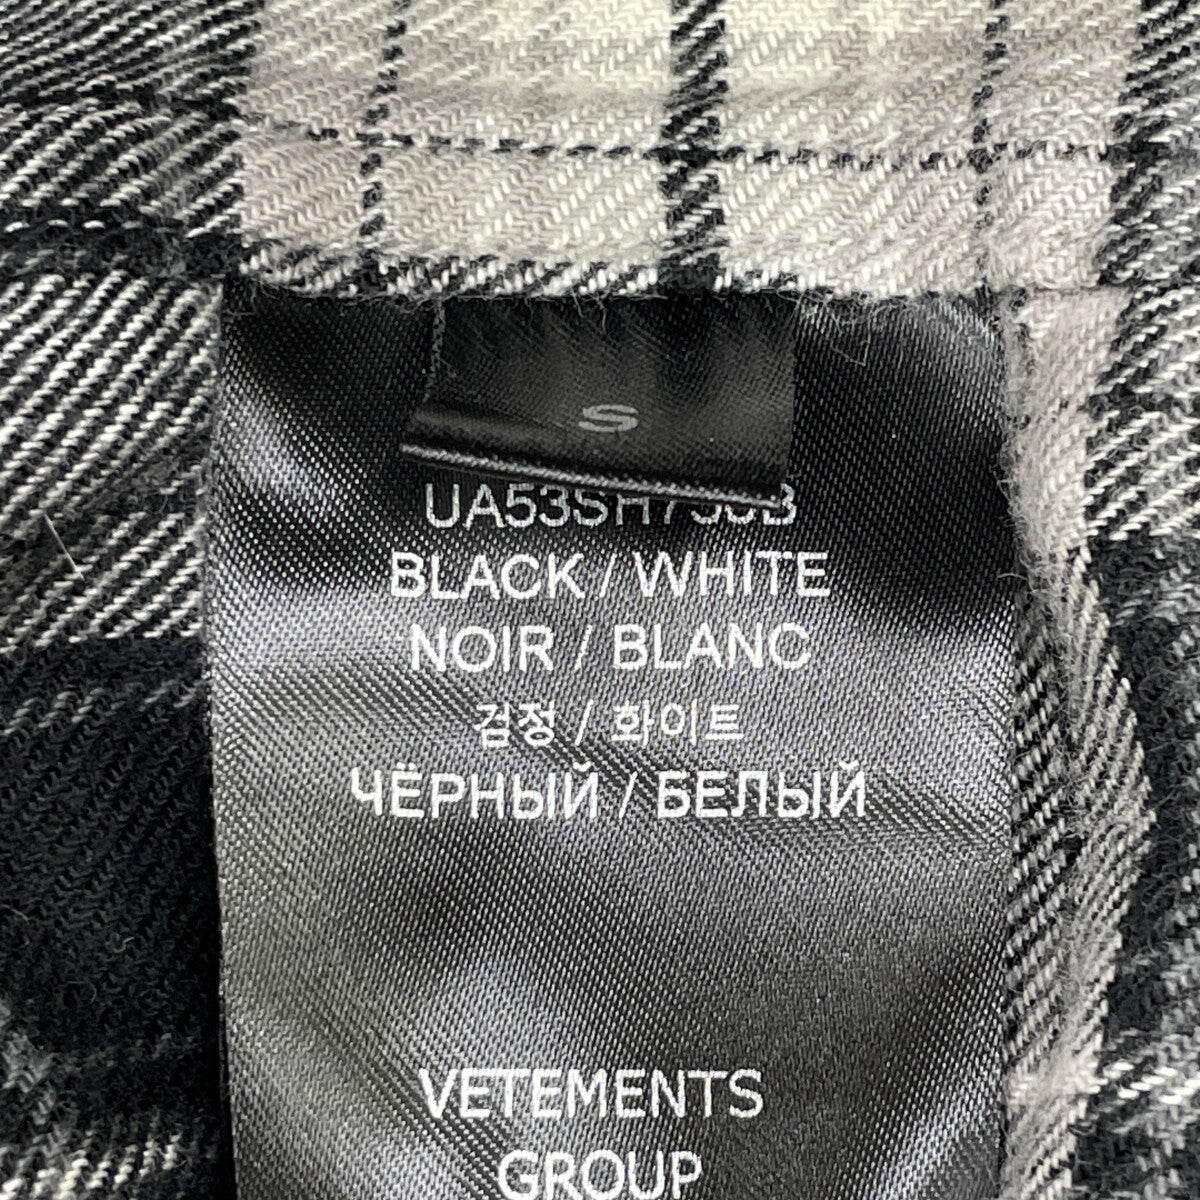 S
BLACK / WHITE
NOIR / BLANC
검정 / 화이트
ЧЁРНЫЙ / БЕЛЫЙ
VETEMENTS
GROUP